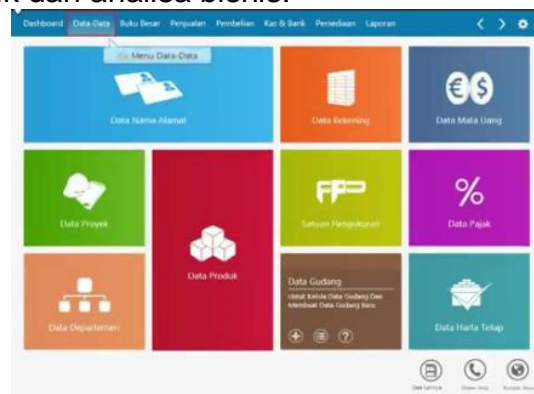 k dan analisa bisnis.
Dashboard Data-Data Buku Besar Penjualan Pembelian Kas & Bank Persediaan Laporan
Menu Data-Data
Data Nama Alamat
Data Rekening
Data Mata Uang
Data Proyek
Data Produk
Satuan Pengukuran
Data Pajak
Data Departemen
Data Gudang
Untuk Kelola Data Gudang Dan
Membuat Data Gudang Baru
Data Harta Tetap
Data Lainnya